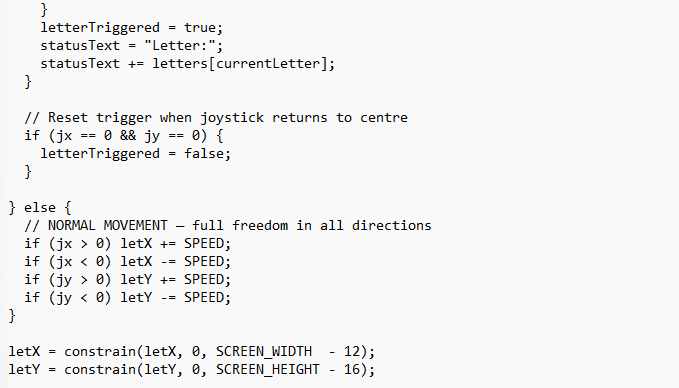 }
    letterTriggered = true;
    statusText = "Letter:";
    statusText += letters[currentLetter];
  }

  // Reset trigger when joystick returns to centre
  if (jx == 0 && jy == 0) {
    letterTriggered = false;
  }

} else {
  // NORMAL MOVEMENT — full freedom in all directions
  if (jx > 0) letX += SPEED;
  if (jx < 0) letX -= SPEED;
  if (jy > 0) letY += SPEED;
  if (jy < 0) letY -= SPEED;
}

letX = constrain(letX, 0, SCREEN_WIDTH  - 12);
letY = constrain(letY, 0, SCREEN_HEIGHT - 16);